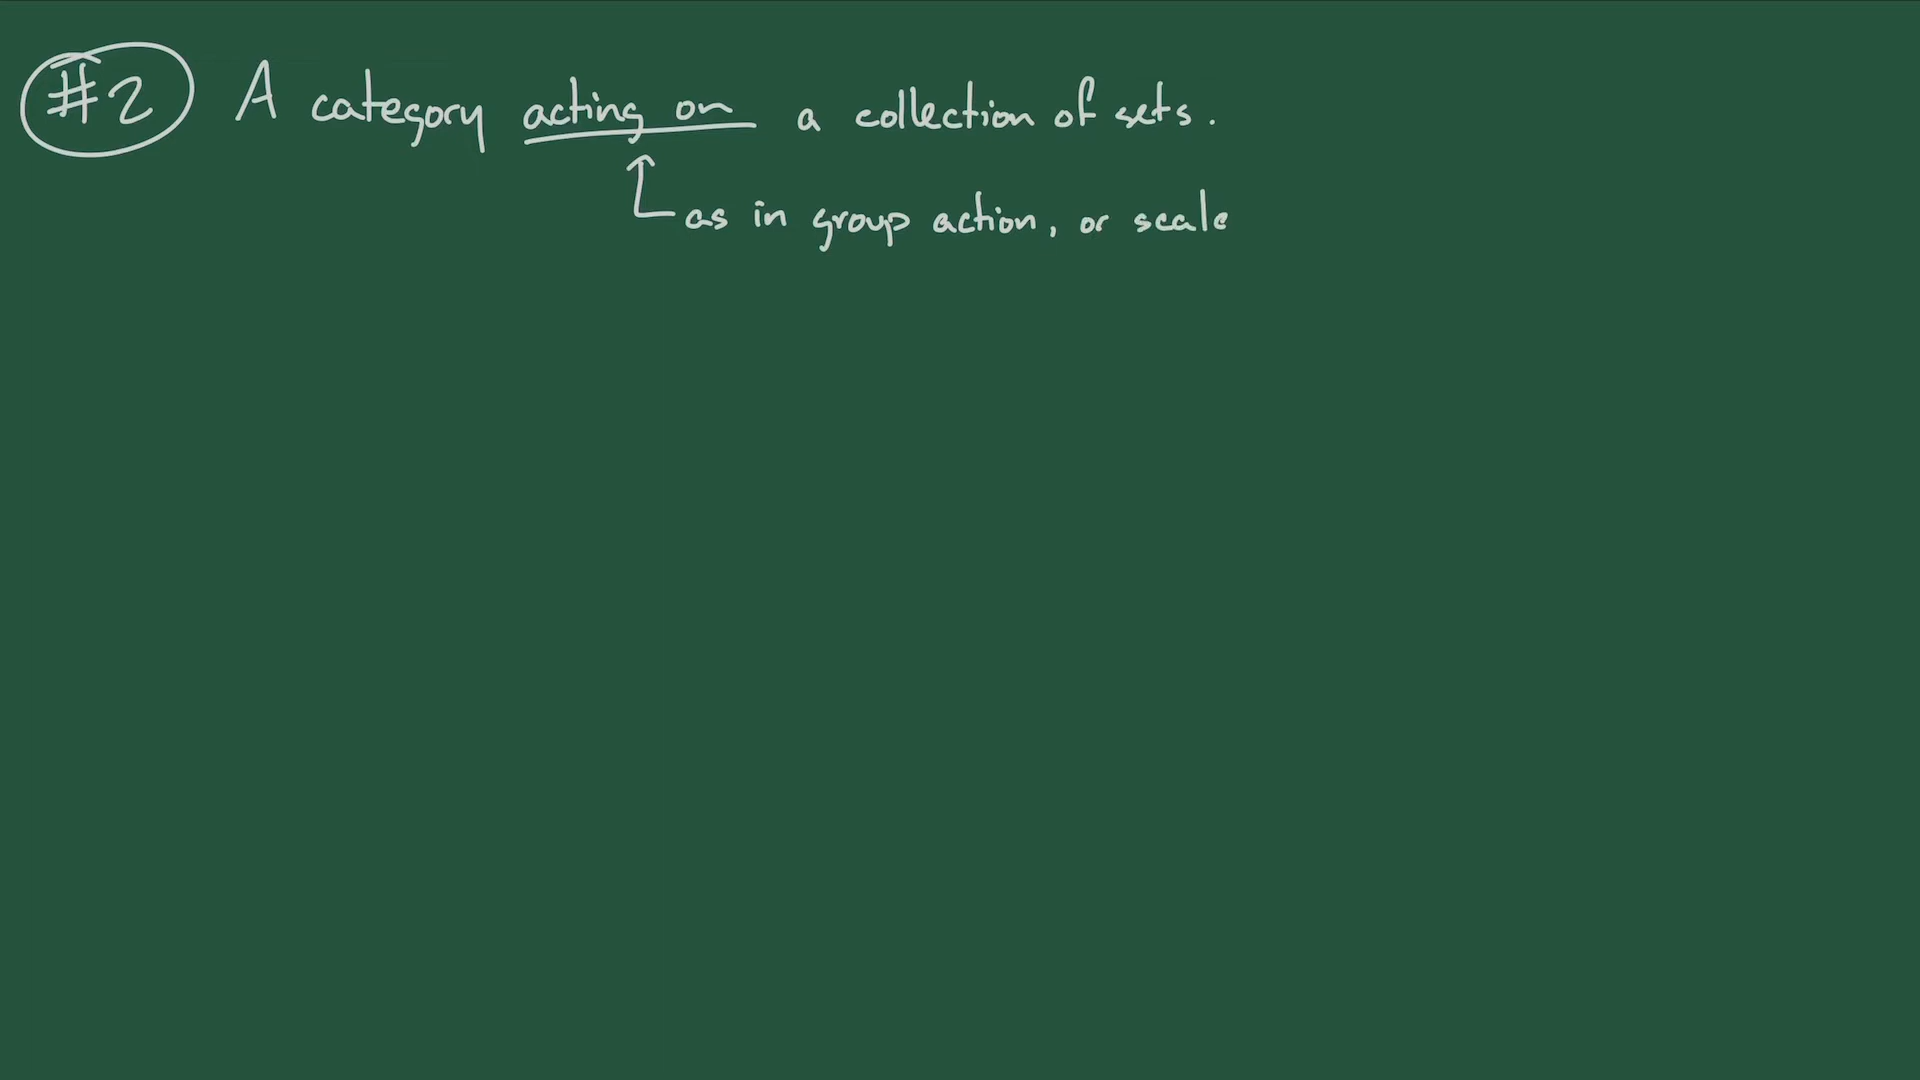 #2 A category acting on a collection of sets.
as in group action, or scale